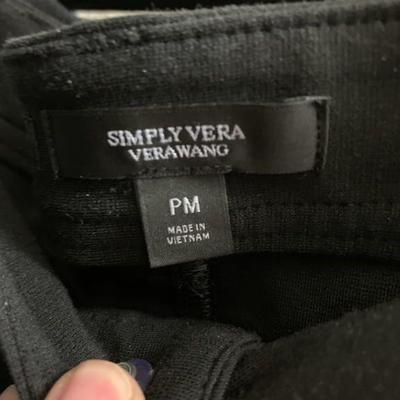 SIMPLY VERA
VERAWANG
PM
MADE IN
VIETNAM